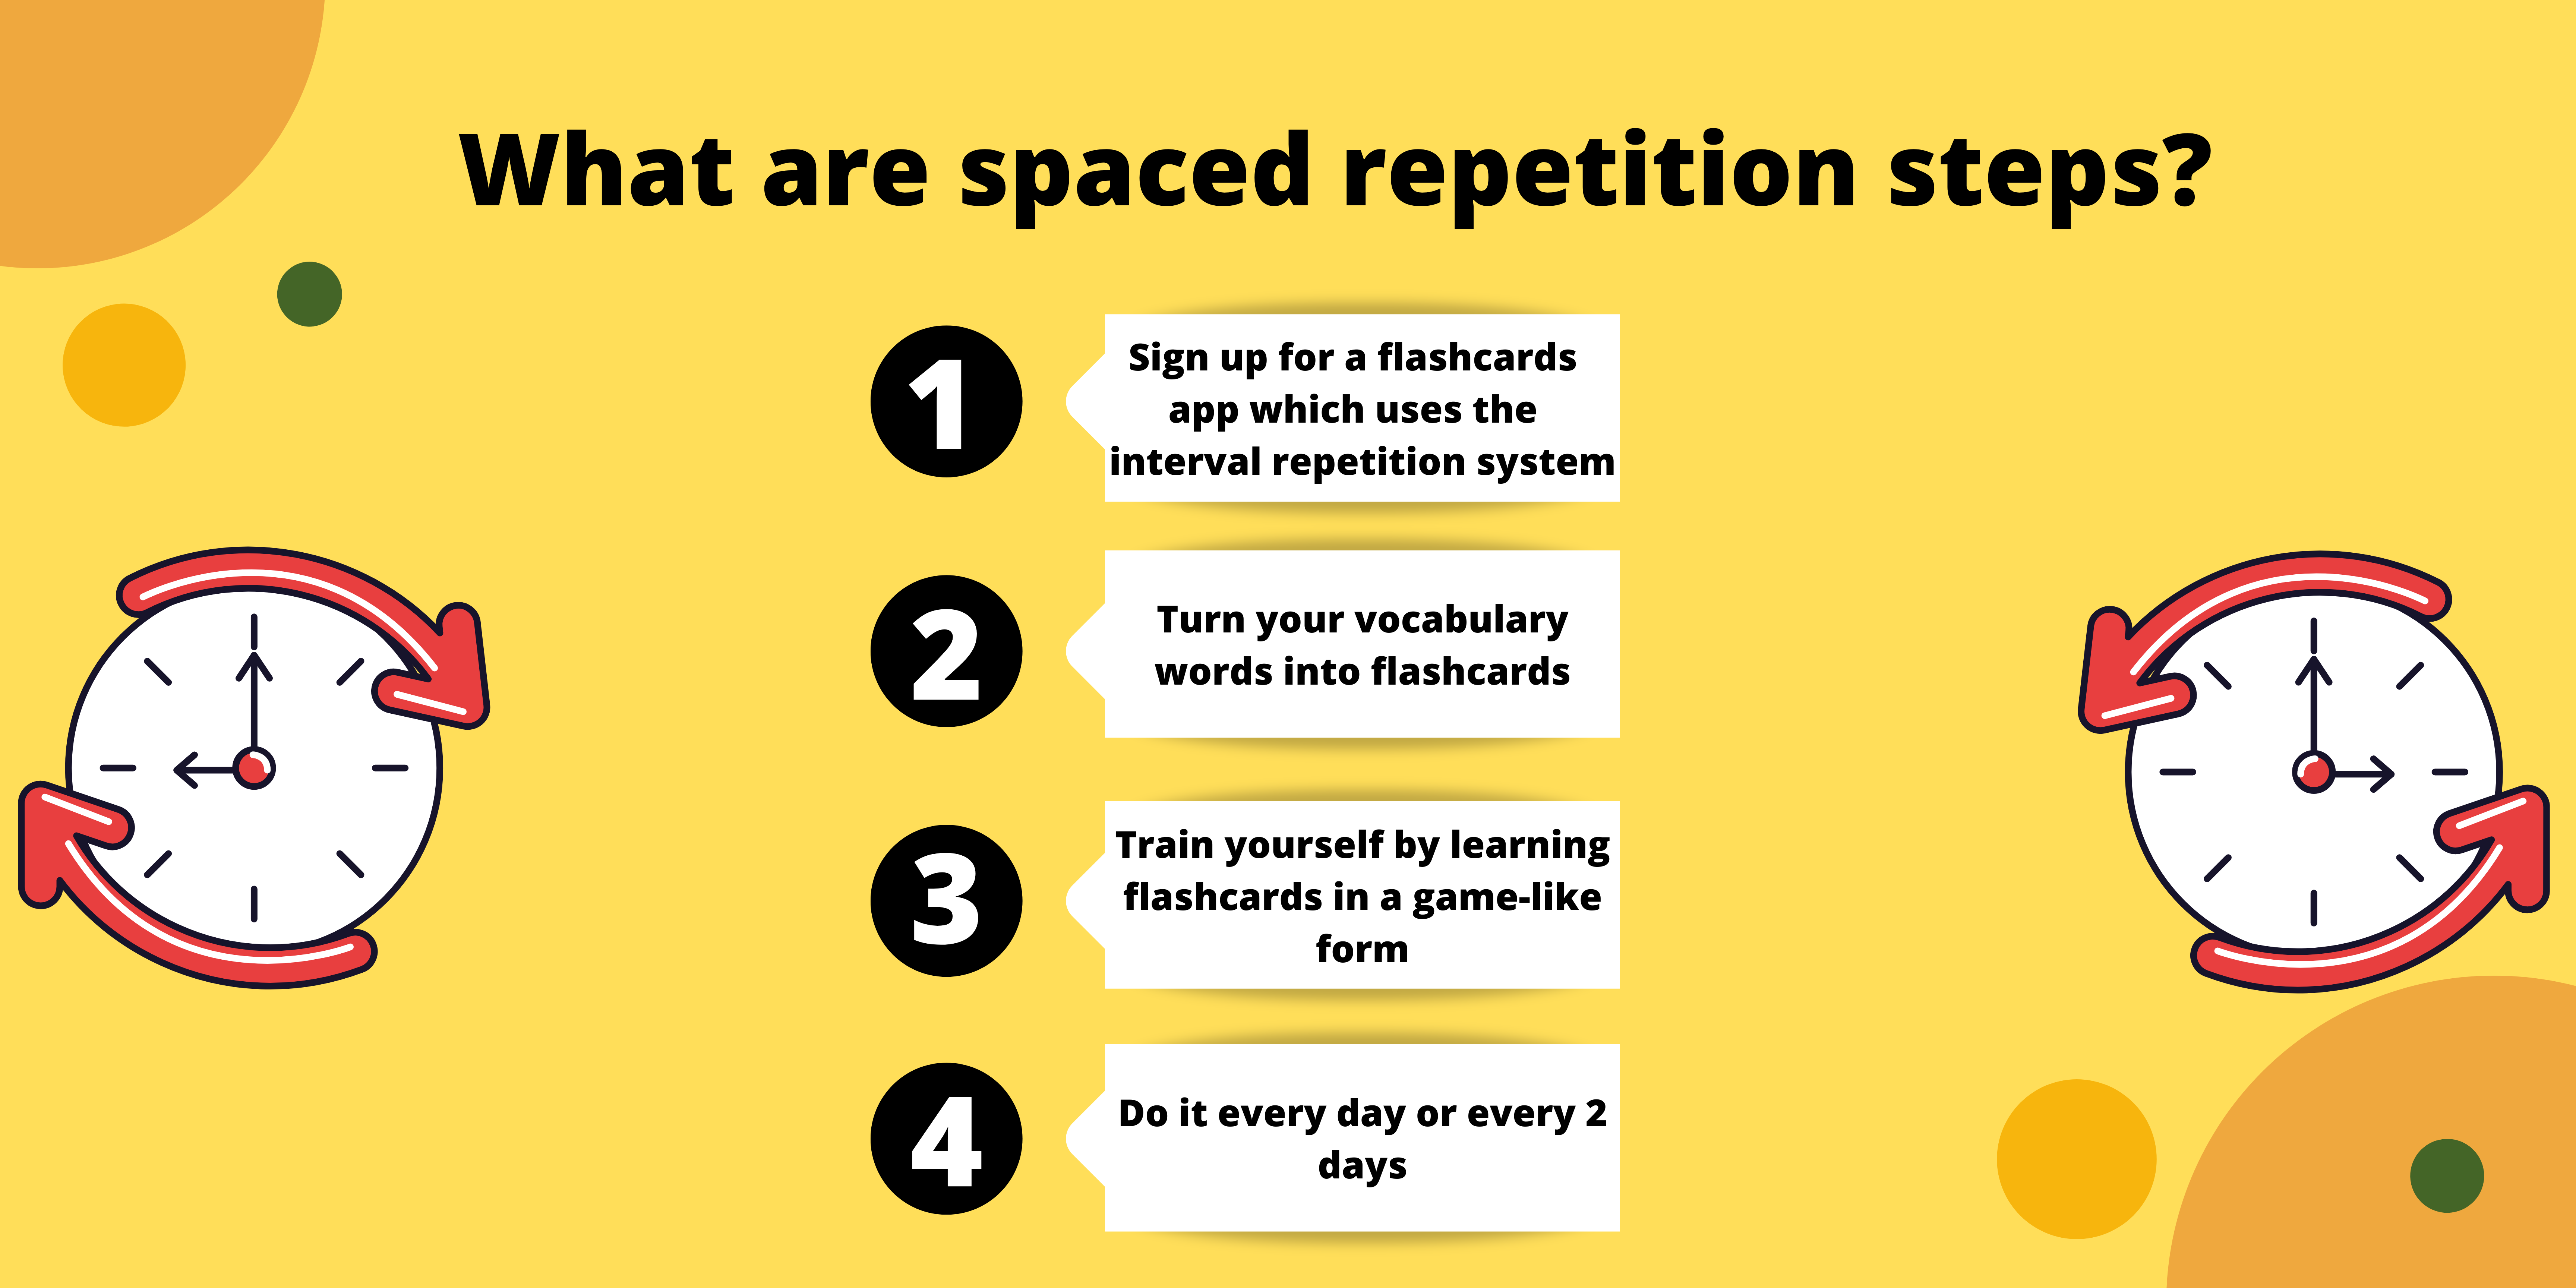 What are spaced repetition steps?
1
Sign up for a flashcards
app which uses the
interval repetition system
2
Turn your vocabulary
words into flashcards
3
Train yourself by learning
flashcards in a game-like
form
4
Do it every day or every 2
days